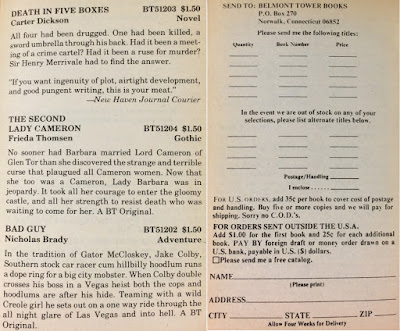 DEATH IN FIVE BOXES BT51203 $1.50
Carter Dickson Novel
All four had been drugged. One had been killed, a
sword umbrella through his back. Had it been a meet-
ing of a crime cartel? Had it been a ruse for murder?
Sir Henry Merrivale had to find the answer.
"If you want ingenuity of plot, airtight development,
and good pungent writing, this is your meat."
—New Haven Journal Courier
THE SECOND
LADY CAMERON BT51204 $1.50
Frieda Thomsen Gothic
No sooner had Barbara married Lord Cameron of
Glen Tor than she discovered the strange and terrible
curse that plaugued all Cameron women. Now that
she too was a Cameron, Lady Barbara was in
jeopardy. It took all her courage to enter the gloomy
castle, and all her strength to resist death who was
waiting to come for her. A BT Original.
BAD GUY BT51202 $1.50
Nicholas Brady Adventure
In the tradition of Gater McCloskey, Jake Colby,
Southern stock car racer cum hillbilly hoodlum runs
a dope ring for a big city mobster. When Colby double
crosses his boss in a Vegas heist both the cops and
hoodlums are after his hide. Teaming with a wild
Creole girl he sets out on a one way ride through the
all night glare of Las Vegas and into hell. A BT
Original.
SEND TO: BELMONT TOWER BOOKS
P.O. Box 270
Norwalk, Connecticut 06852
Please send me the following titles:
Quantity Book Number Price
In the event we are out of stock on any of your
selections, please list alternate titles below.
Postage/Handling
I enclose
FOR U.S. ORDERS, add 35c per book to cover cost of postage
and handling. Buy five or more copies and we will pay for
shipping. Sorry no C.O.D.'s.
FOR ORDERS SENT OUTSIDE THE U.S.A.
Add $1.00 for the first book and 25c for each additional
book. PAY BY foreign draft or money order drawn on a
U.S. bank, payable in U.S. ($) dollars.
☐Please send me a free catalog.
NAME
(Please print)
ADDRESS
CITY STATE ZIP
Allow Four Weeks for Delivery